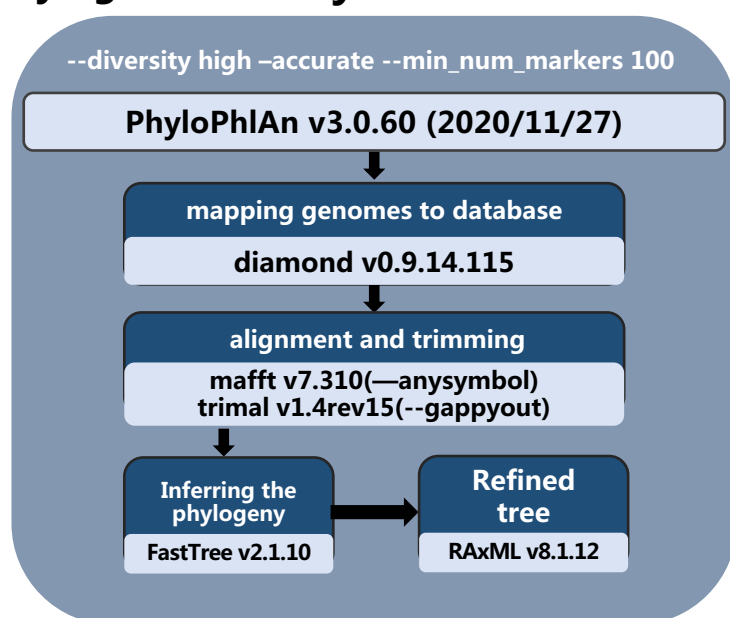 --diversity high –accurate --min_num_markers 100
PhyloPhlAn v3.0.60 (2020/11/27)
mapping genomes to database
diamond v0.9.14.115
alignment and trimming
mafft v7.310(—anysymbol)
trimal v1.4rev15(--gappyout)
Inferring the
phylogeny
FastTree v2.1.10
Refined
tree
RAxML v8.1.12